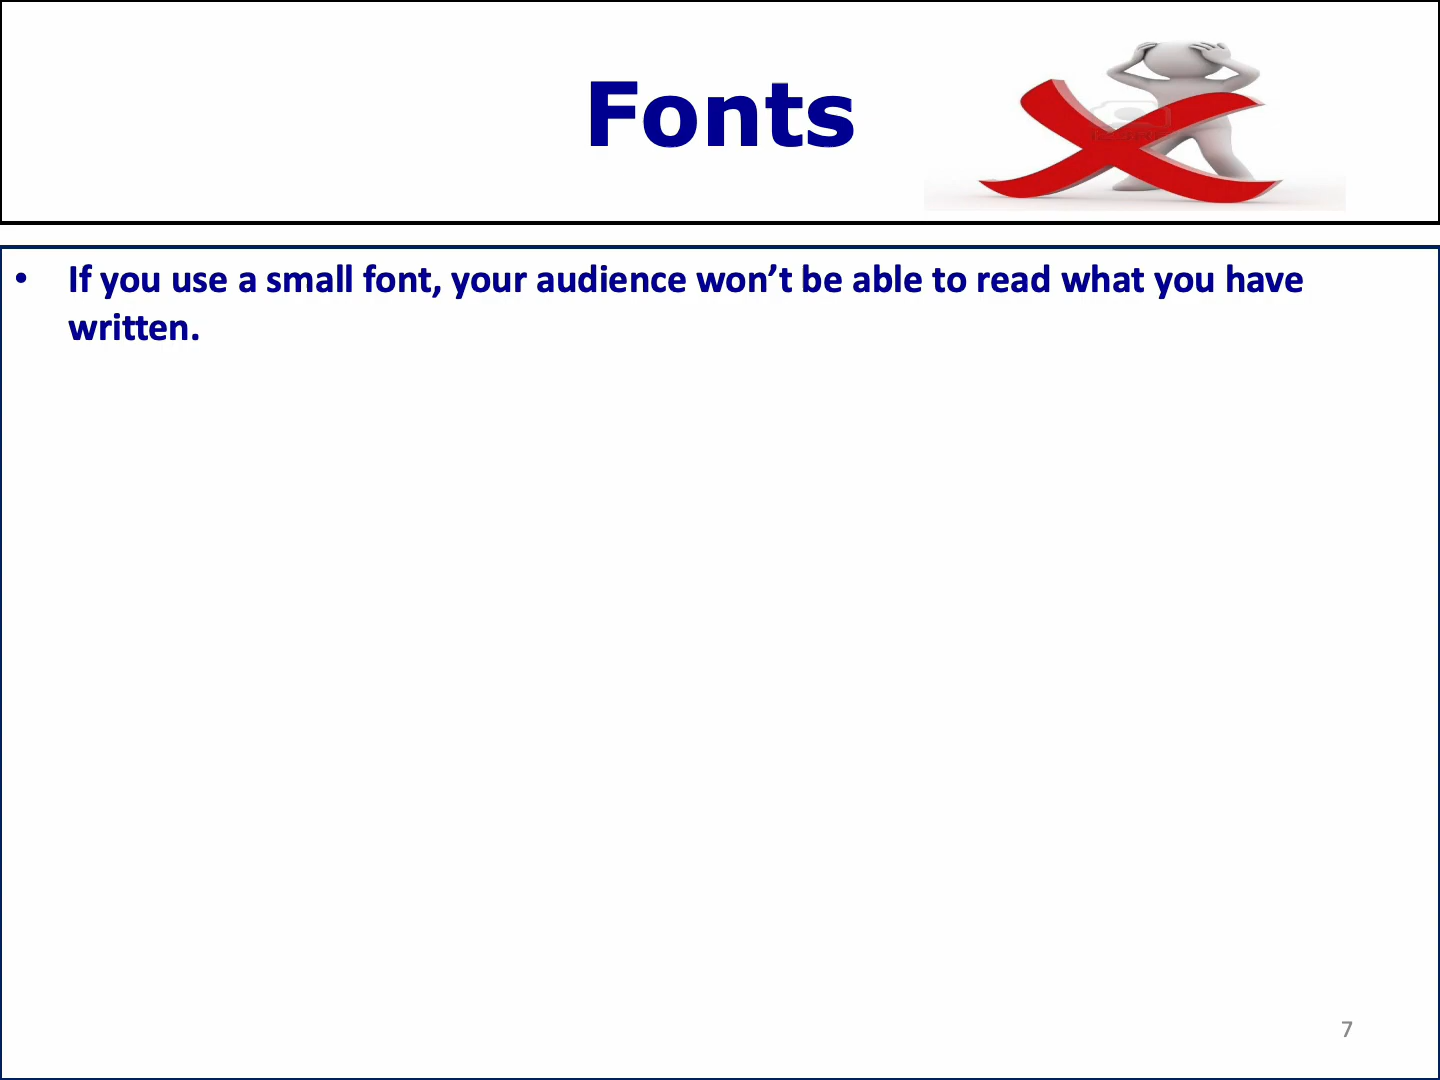 Fonts
• If you use a small font, your audience won’t be able to read what you have
written.
7